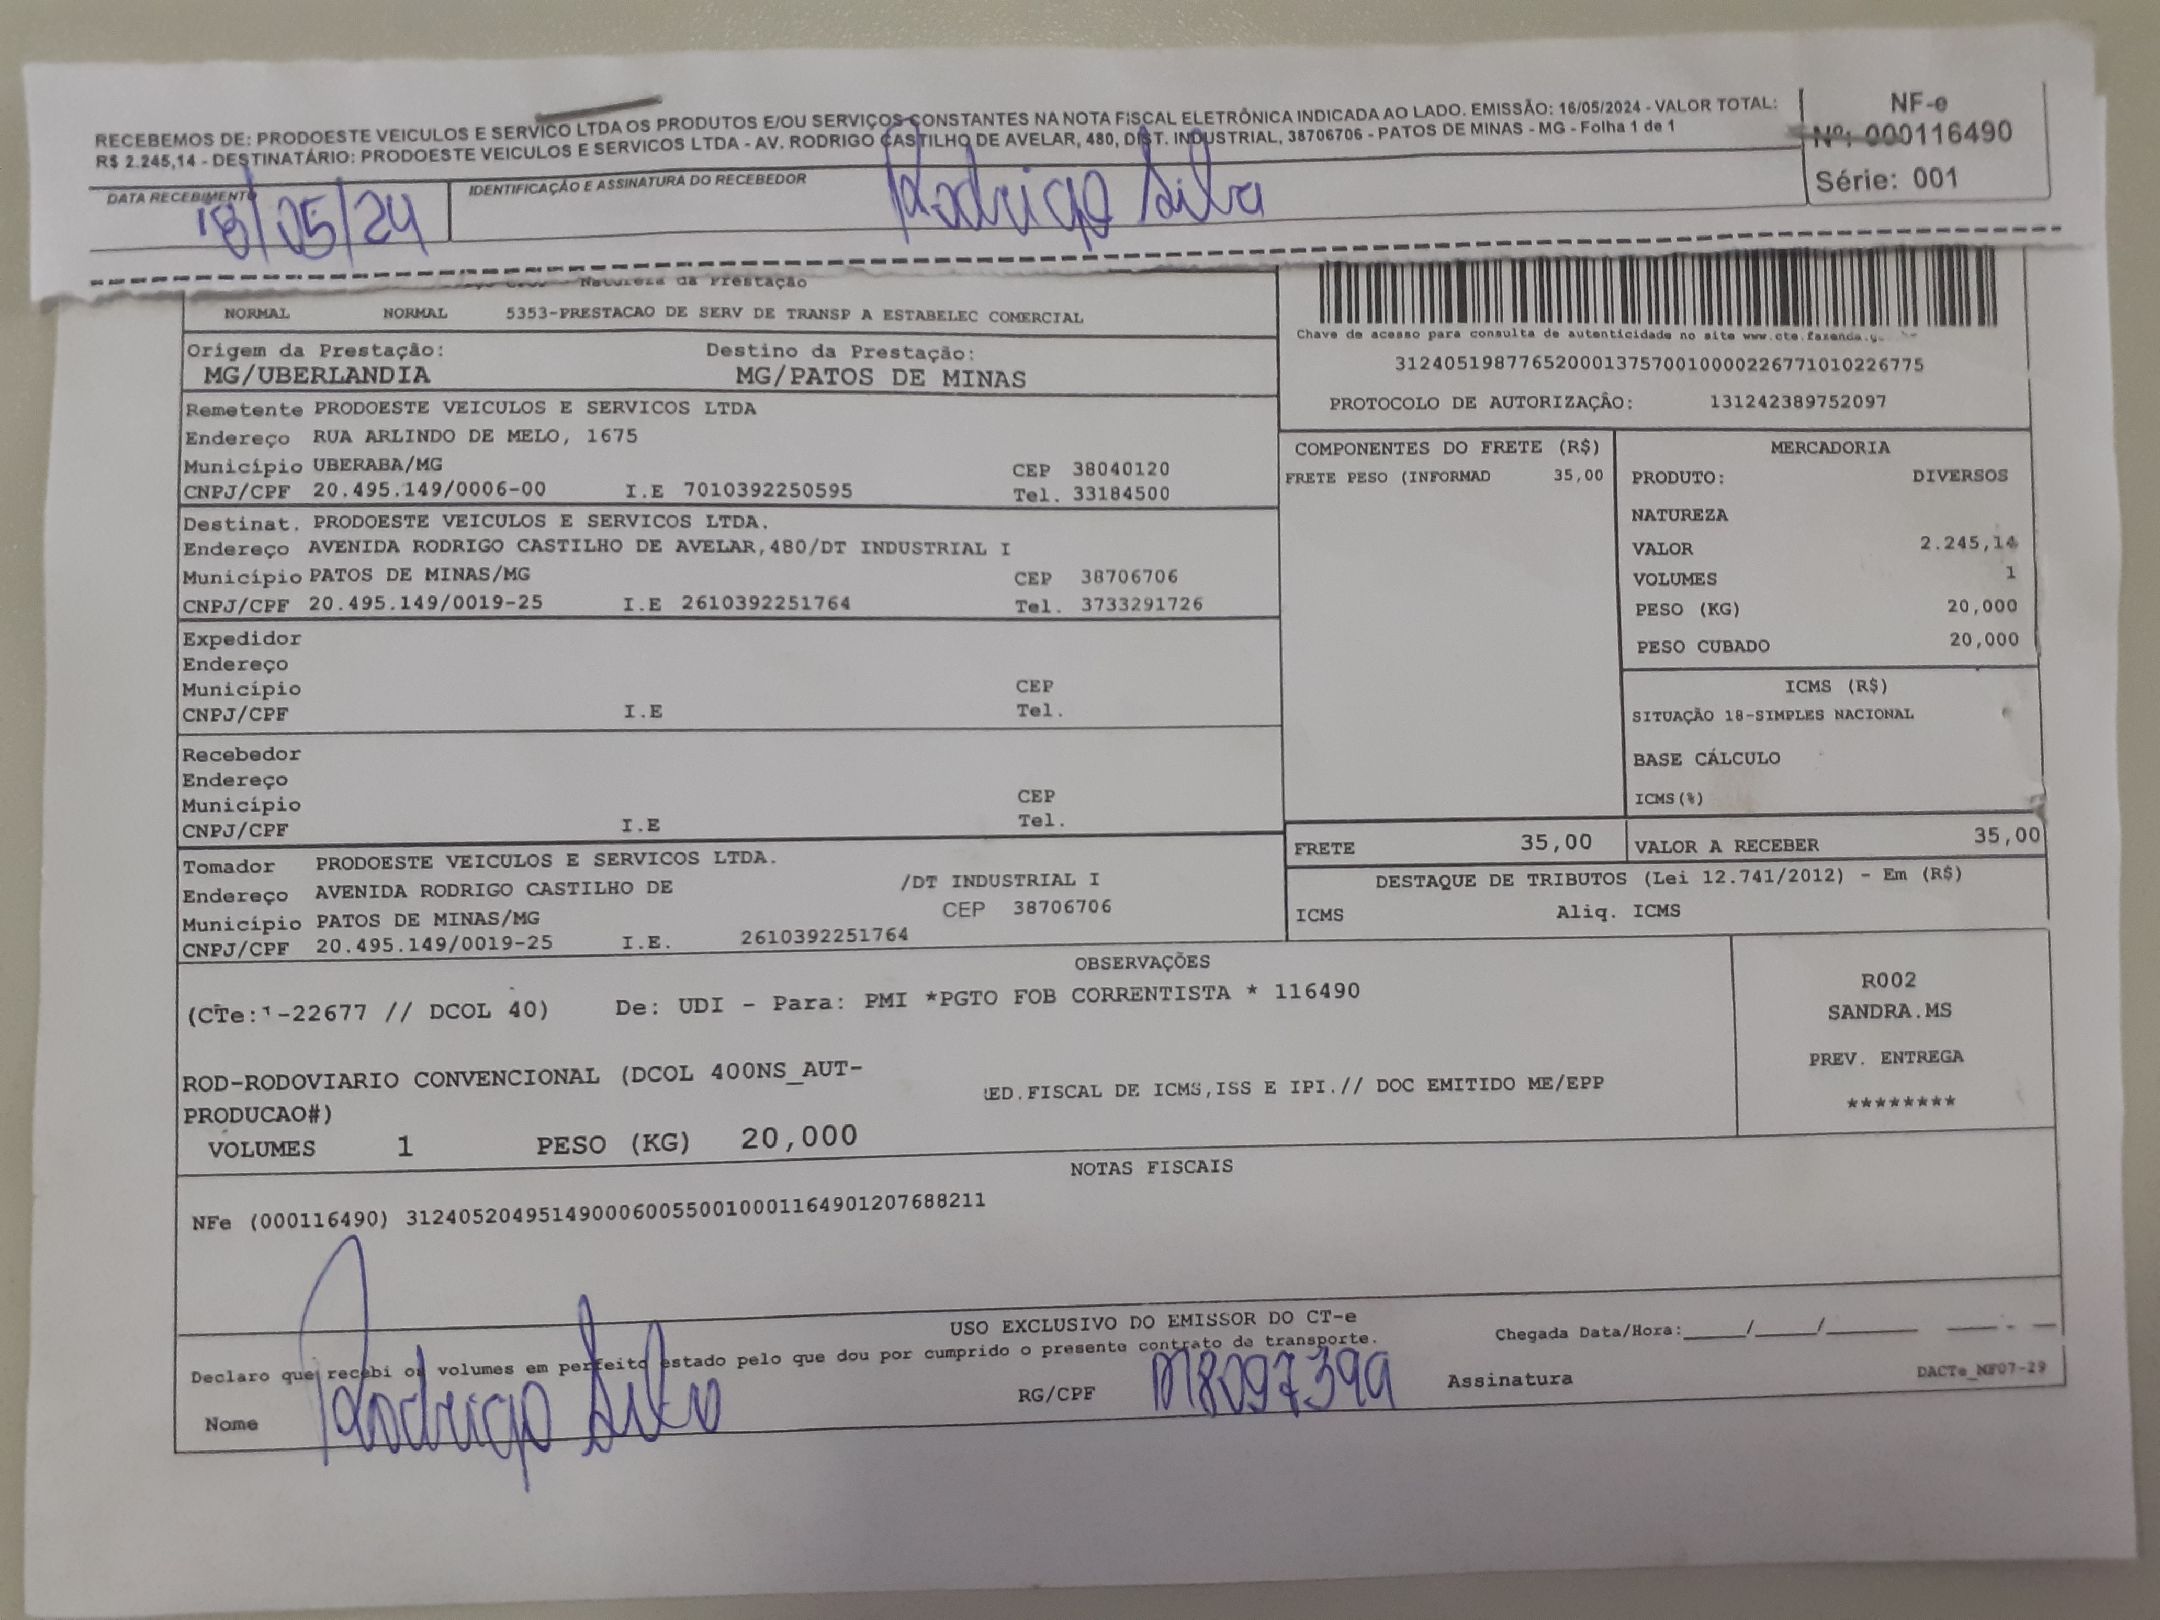 RECEBEMOS DE: PRODOESTE VEICULOS E SERVICO LTDA OS PRODUTOS E/OU SERVIÇOS CONSTANTES NA NOTA FISCAL ELETRÔNICA INDICADA AO LADO. EMISSÃO: 16/05/2024 - VALOR TOTAL:
R$ 2.245,14 - DESTINATÁRIO: PRODOESTE VEICULOS E SERVICOS LTDA - AV. RODRIGO CASTILHO DE AVELAR, 480, DIST. INDUSTRIAL, 38706706 - PATOS DE MINAS - MG - Folha 1 de 1
NF-e
Nº: 000116490
Série: 001
DATA RECEBIMENTO
18/05/24
IDENTIFICAÇÃO E ASSINATURA DO RECEBEDOR
Rodrigo Silva
Natureza da Prestação
NORMAL NORMAL 5353-PRESTACAO DE SERV DE TRANSP A ESTABELEC COMERCIAL
Origem da Prestação: Destino da Prestação:
MG/UBERLANDIA MG/PATOS DE MINAS
Remetente PRODOESTE VEICULOS E SERVICOS LTDA
Endereço RUA ARLINDO DE MELO, 1675
Município UBERABA/MG CEP 38040120
CNPJ/CPF 20.495.149/0006-00 I.E 7010392250595 Tel. 33184500
Destinat. PRODOESTE VEICULOS E SERVICOS LTDA.
Endereço AVENIDA RODRIGO CASTILHO DE AVELAR,480/DT INDUSTRIAL I
Município PATOS DE MINAS/MG CEP 38706706
CNPJ/CPF 20.495.149/0019-25 I.E 2610392251764 Tel. 3733291726
Expedidor
Endereço
Município CEP
CNPJ/CPF I.E Tel.
Recebedor
Endereço
Município CEP
CNPJ/CPF I.E Tel.
Tomador PRODOESTE VEICULOS E SERVICOS LTDA.
Endereço AVENIDA RODRIGO CASTILHO DE /DT INDUSTRIAL I
Município PATOS DE MINAS/MG CEP 38706706
CNPJ/CPF 20.495.149/0019-25 I.E. 2610392251764
Chave de acesso para consulta de autenticidade no site www.cte.fazenda.g
31240519877652000137570010000226771010226775
PROTOCOLO DE AUTORIZAÇÃO: 131242389752097
COMPONENTES DO FRETE (R$)
FRETE PESO (INFORMAD 35,00
MERCADORIA
PRODUTO: DIVERSOS
NATUREZA
VALOR 2.245,14
VOLUMES 1
PESO (KG) 20,000
PESO CUBADO 20,000
ICMS (R$)
SITUAÇÃO 18-SIMPLES NACIONAL
BASE CÁLCULO
ICMS(%)
FRETE 35,00 VALOR A RECEBER 35,00
DESTAQUE DE TRIBUTOS (Lei 12.741/2012) - Em (R$)
ICMS Aliq. ICMS
OBSERVAÇÕES
(CTe:1-22677 // DCOL 40) De: UDI - Para: PMI *PGTO FOB CORRENTISTA * 116490
ROD-RODOVIARIO CONVENCIONAL (DCOL 400NS_AUT-
PRODUCAO#)
ED.FISCAL DE ICMS,ISS E IPI.// DOC EMITIDO ME/EPP
VOLUMES 1 PESO (KG) 20,000
R002
SANDRA.MS
PREV. ENTREGA
********
NOTAS FISCAIS
NFe (000116490) 31240520495149000600550010001164901207688211
USO EXCLUSIVO DO EMISSOR DO CT-e
Declaro que recebi os volumes em perfeito estado pelo que dou por cumprido o presente contrato de transporte.
Chegada Data/Hora:_____/_____/________
Nome Rodrigo Silva RG/CPF M8097399 Assinatura
DACTe_NF07-29